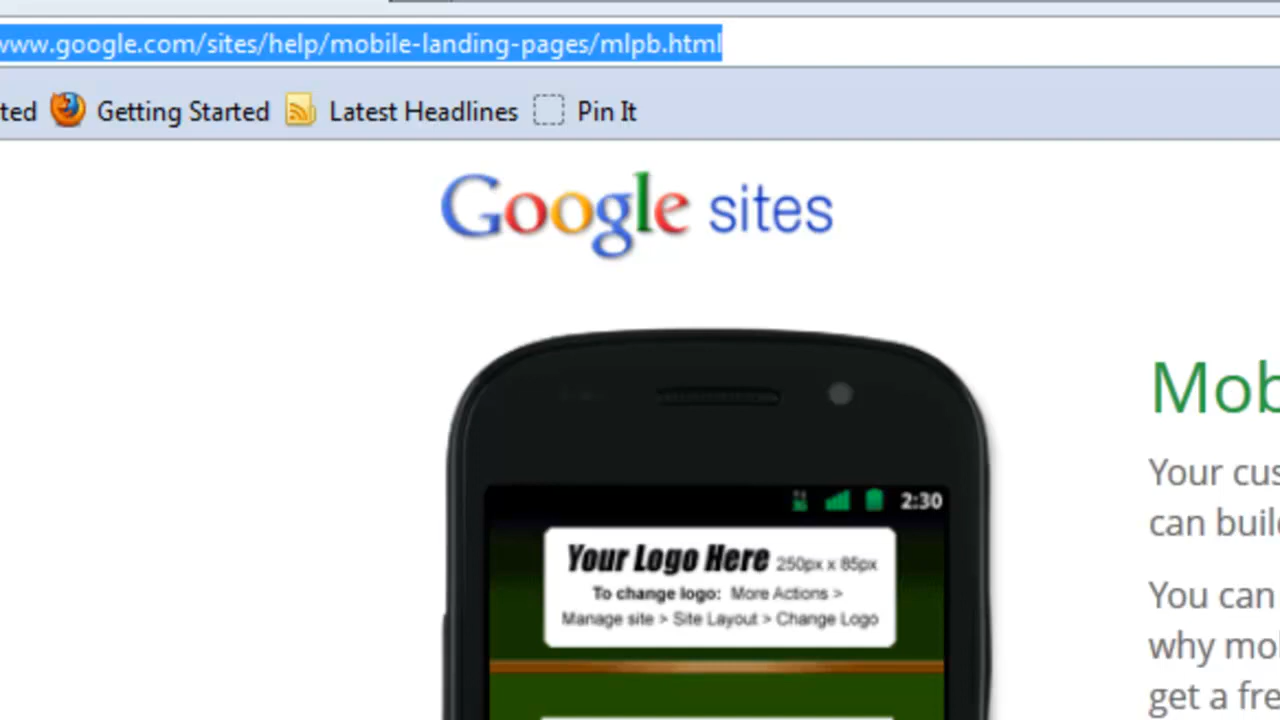 www.google.com/sites/help/mobile-landing-pages/mlpb.html
ted Getting Started Latest Headlines Pin It
Google sites
2:30
Your Logo Here 250px x 85px
To change logo: More Actions >
Manage site > Site Layout > Change Logo
Mob
Your cus
can build
You can
why mo
get a fre